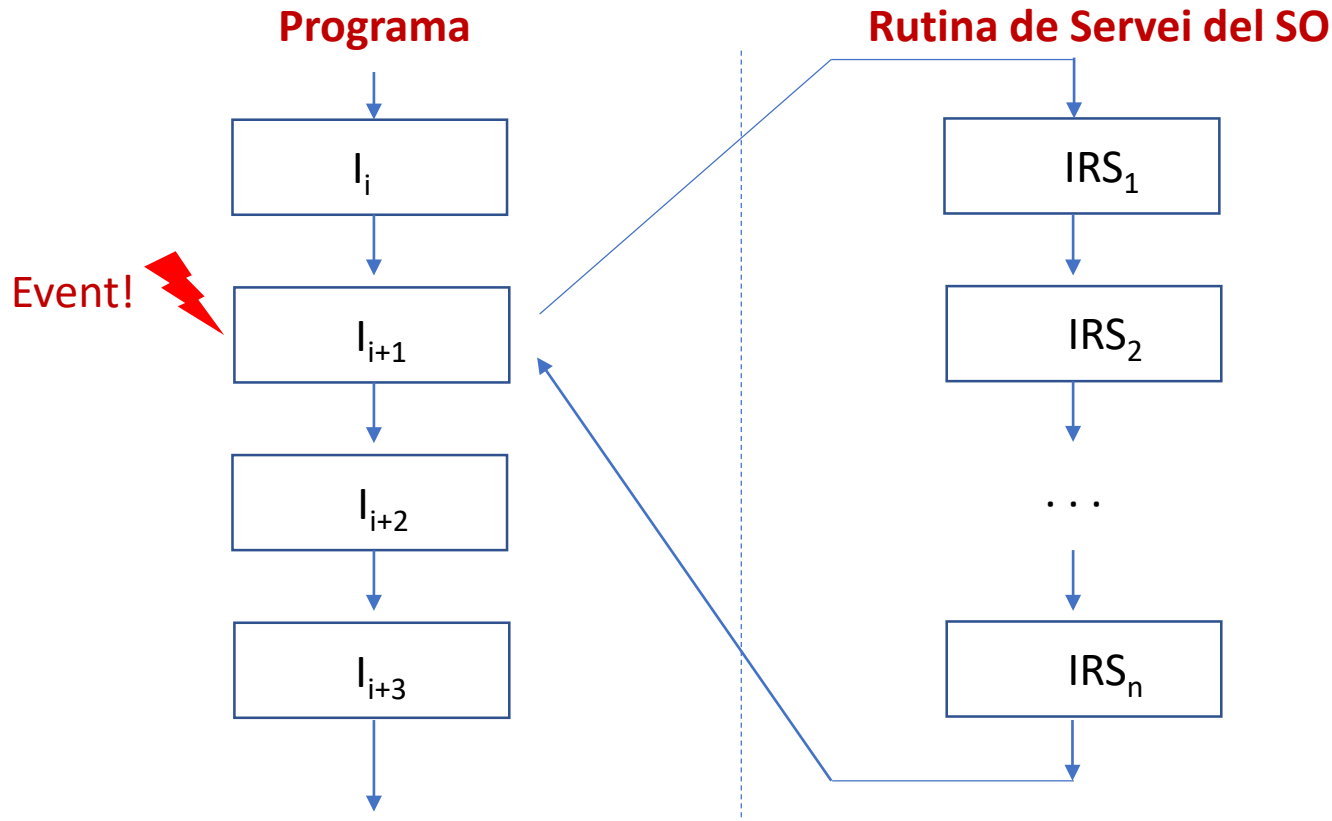 Programa
Rutina de Servei del SO
Iᵢ
IRS₁
Event!
Iᵢ₊₁
IRS₂
Iᵢ₊₂
. . .
Iᵢ₊₃
IRSₙ